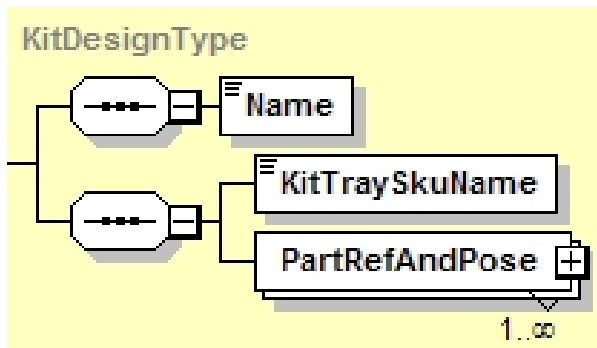 KitDesignType
Name
KitTraySkuName
PartRefAndPose
1..∞